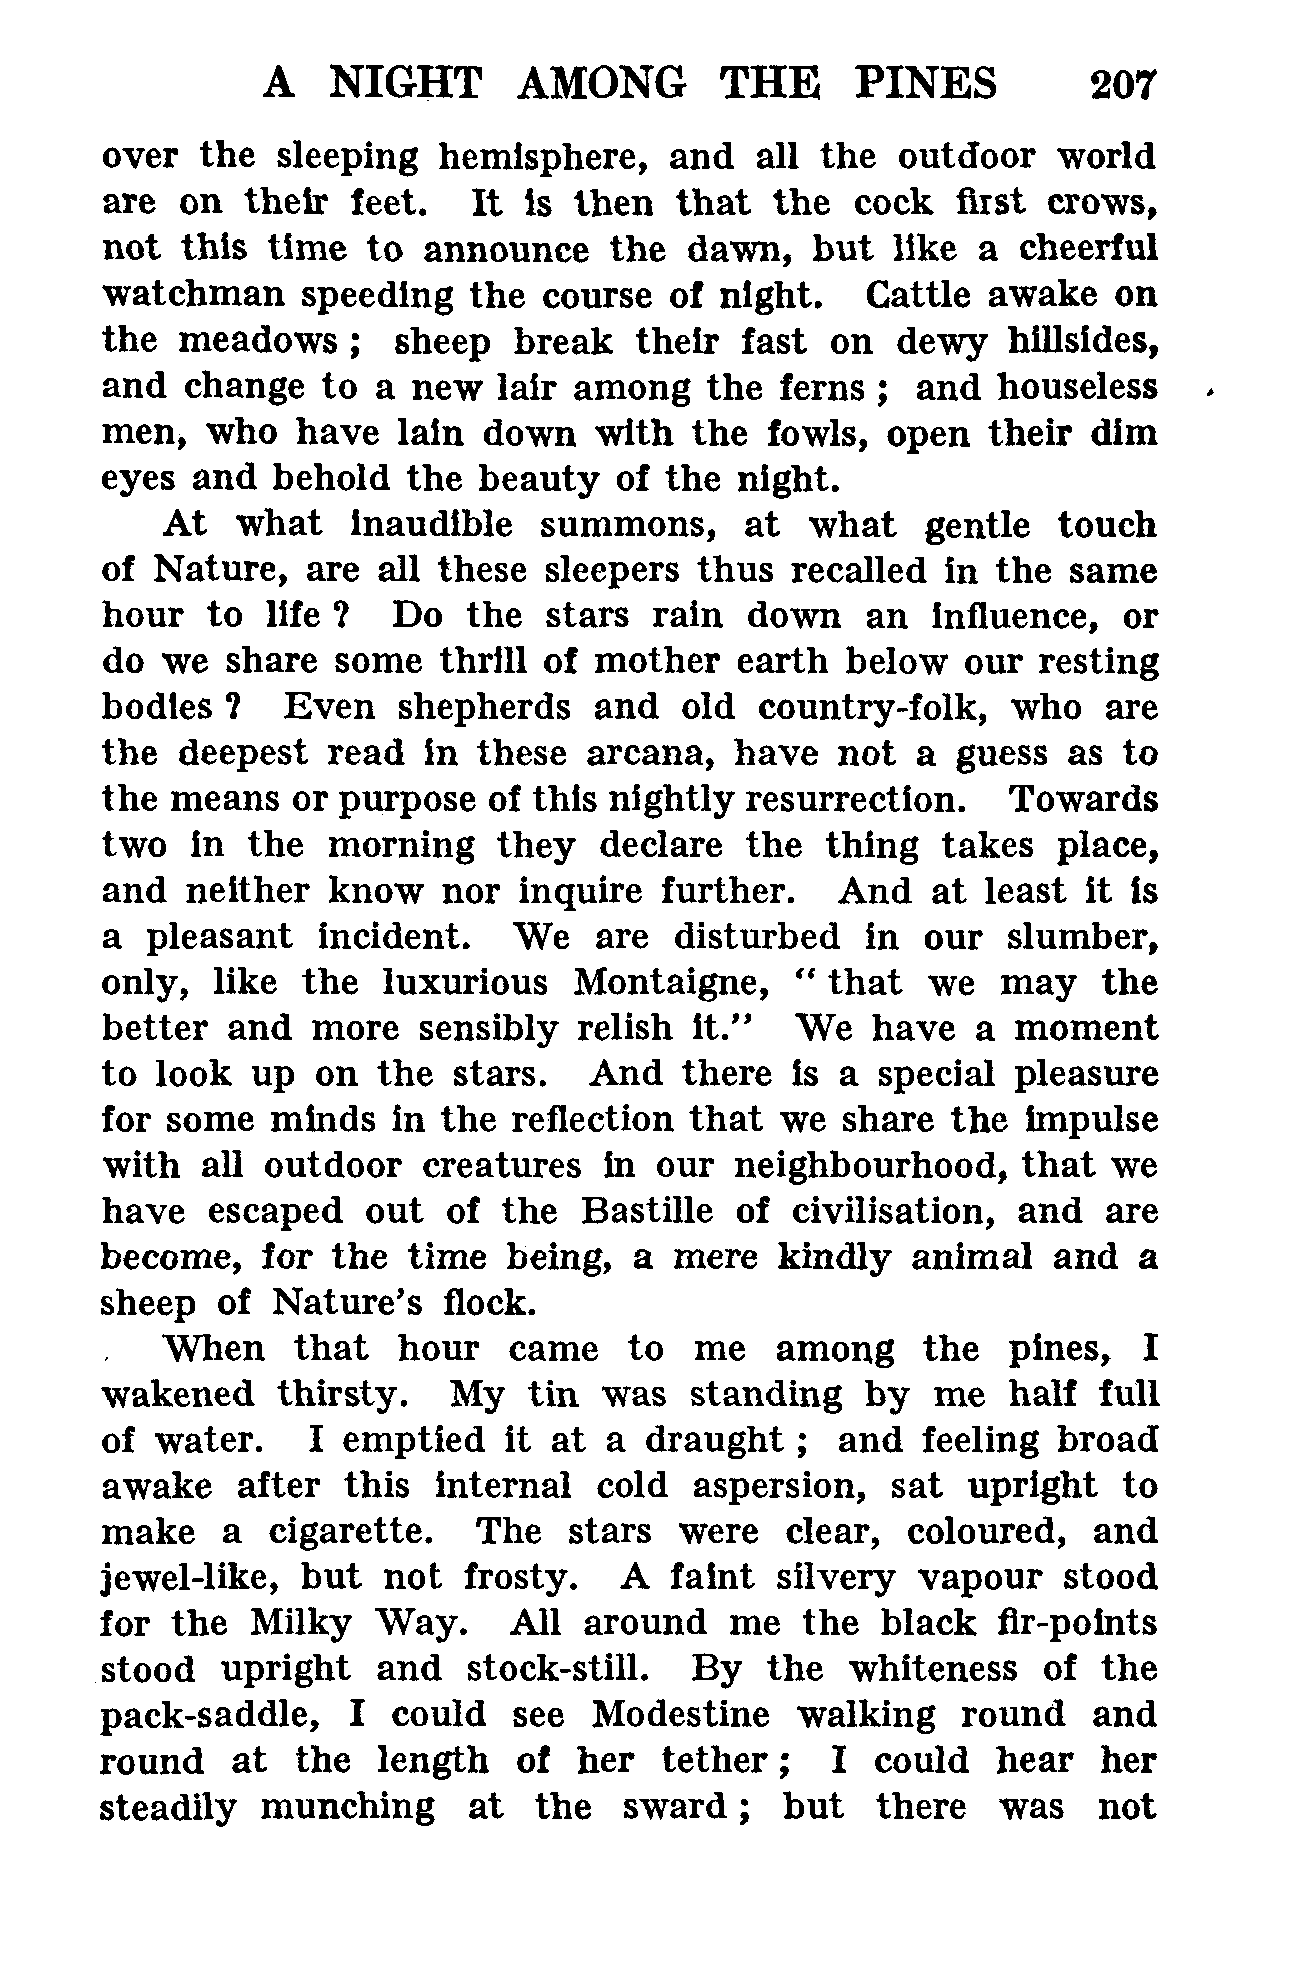 A NIGHT AMONG THE PINES 207
over the sleeping hemisphere, and all the outdoor world
are on their feet. It is then that the cock first crows,
not this time to announce the dawn, but like a cheerful
watchman speeding the course of night. Cattle awake on
the meadows ; sheep break their fast on dewy hillsides,
and change to a new lair among the ferns ; and houseless
men, who have lain down with the fowls, open their dim
eyes and behold the beauty of the night.
At what inaudible summons, at what gentle touch
of Nature, are all these sleepers thus recalled in the same
hour to life ? Do the stars rain down an influence, or
do we share some thrill of mother earth below our resting
bodies ? Even shepherds and old country-folk, who are
the deepest read in these arcana, have not a guess as to
the means or purpose of this nightly resurrection. Towards
two in the morning they declare the thing takes place,
and neither know nor inquire further. And at least it is
a pleasant incident. We are disturbed in our slumber,
only, like the luxurious Montaigne, “ that we may the
better and more sensibly relish it.” We have a moment
to look up on the stars. And there is a special pleasure
for some minds in the reflection that we share the impulse
with all outdoor creatures in our neighbourhood, that we
have escaped out of the Bastille of civilisation, and are
become, for the time being, a mere kindly animal and a
sheep of Nature's flock.
When that hour came to me among the pines, I
wakened thirsty. My tin was standing by me half full
of water. I emptied it at a draught ; and feeling broad
awake after this internal cold aspersion, sat upright to
make a cigarette. The stars were clear, coloured, and
jewel-like, but not frosty. A faint silvery vapour stood
for the Milky Way. All around me the black fir-points
stood upright and stock-still. By the whiteness of the
pack-saddle, I could see Modestine walking round and
round at the length of her tether ; I could hear her
steadily munching at the sward ; but there was not